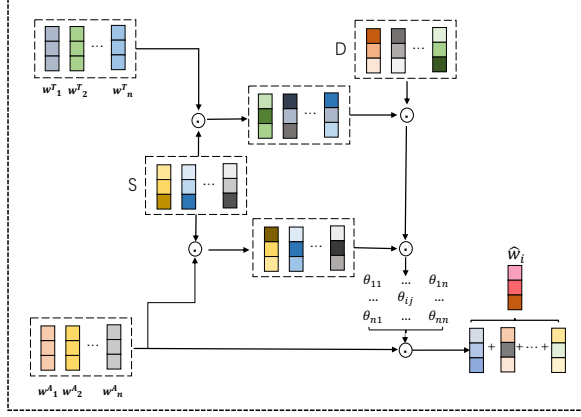 ...
w^T_1 w^T_2 w^T_n
D
...
...
S
...
...
ŵ_i
θ_11 ... θ_1n
... θ_ij ...
θ_n1 ... θ_nn
...
w^A_1 w^A_2 w^A_n
+ +...+